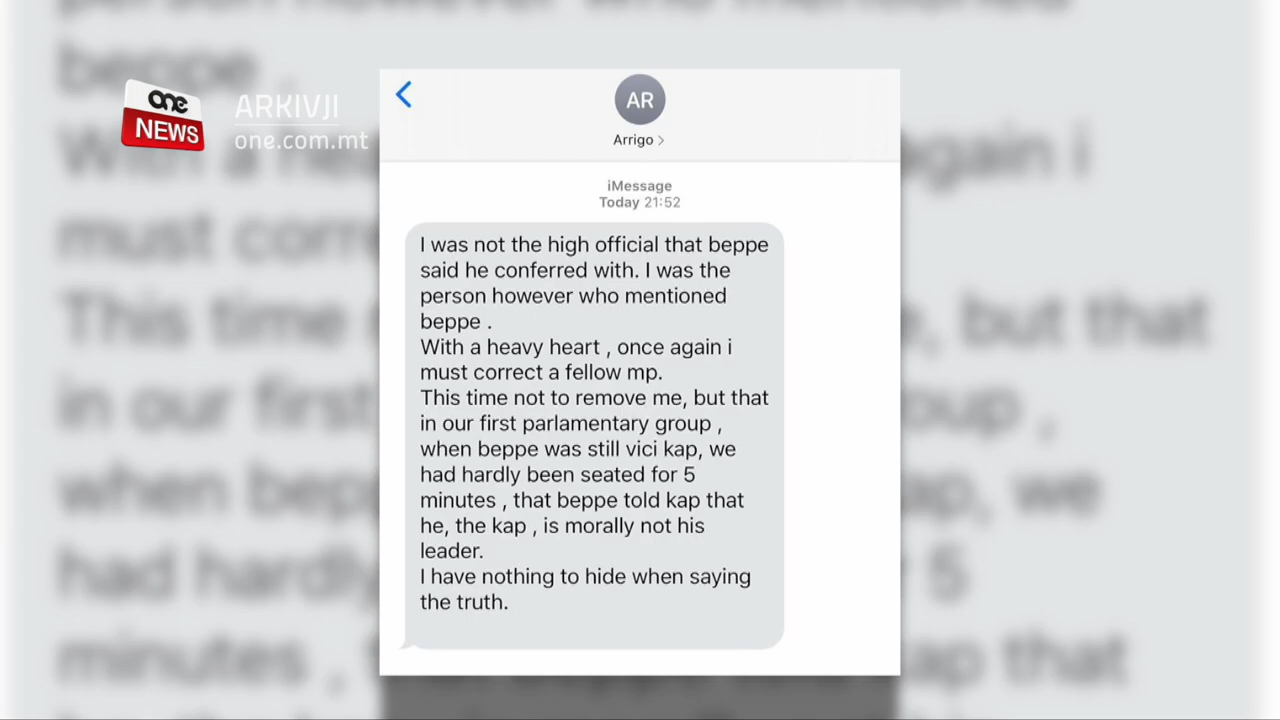 one
NEWS
ARKIVJI
one.com.mt
AR
Arrigo >
iMessage
Today 21:52
I was not the high official that beppe
said he conferred with. I was the
person however who mentioned
beppe .
With a heavy heart , once again i
must correct a fellow mp.
This time not to remove me, but that
in our first parlamentary group ,
when beppe was still vici kap, we
had hardly been seated for 5
minutes , that beppe told kap that
he, the kap , is morally not his
leader.
I have nothing to hide when saying
the truth.